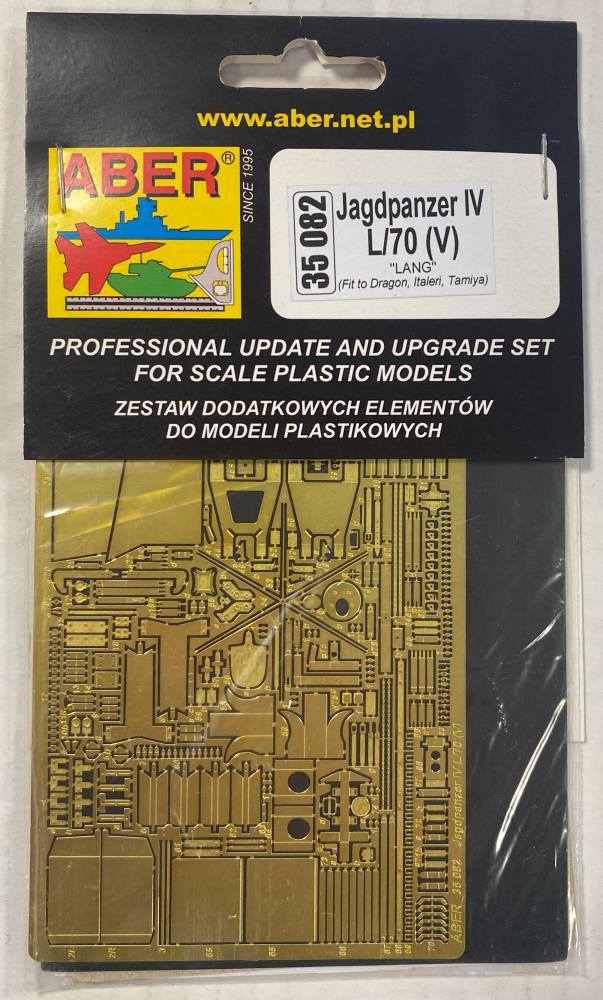 www.aber.net.pl
ABER®
SINCE 1995
35 082
Jagdpanzer IV
L/70 (V)
"LANG"
(Fit to Dragon, Italeri, Tamiya)
PROFESSIONAL UPDATE AND UPGRADE SET
FOR SCALE PLASTIC MODELS
ZESTAW DODATKOWYCH ELEMENTÓW
DO MODELI PLASTIKOWYCH
ABER 35 082 Jagdpanzer IV L/70 (V)